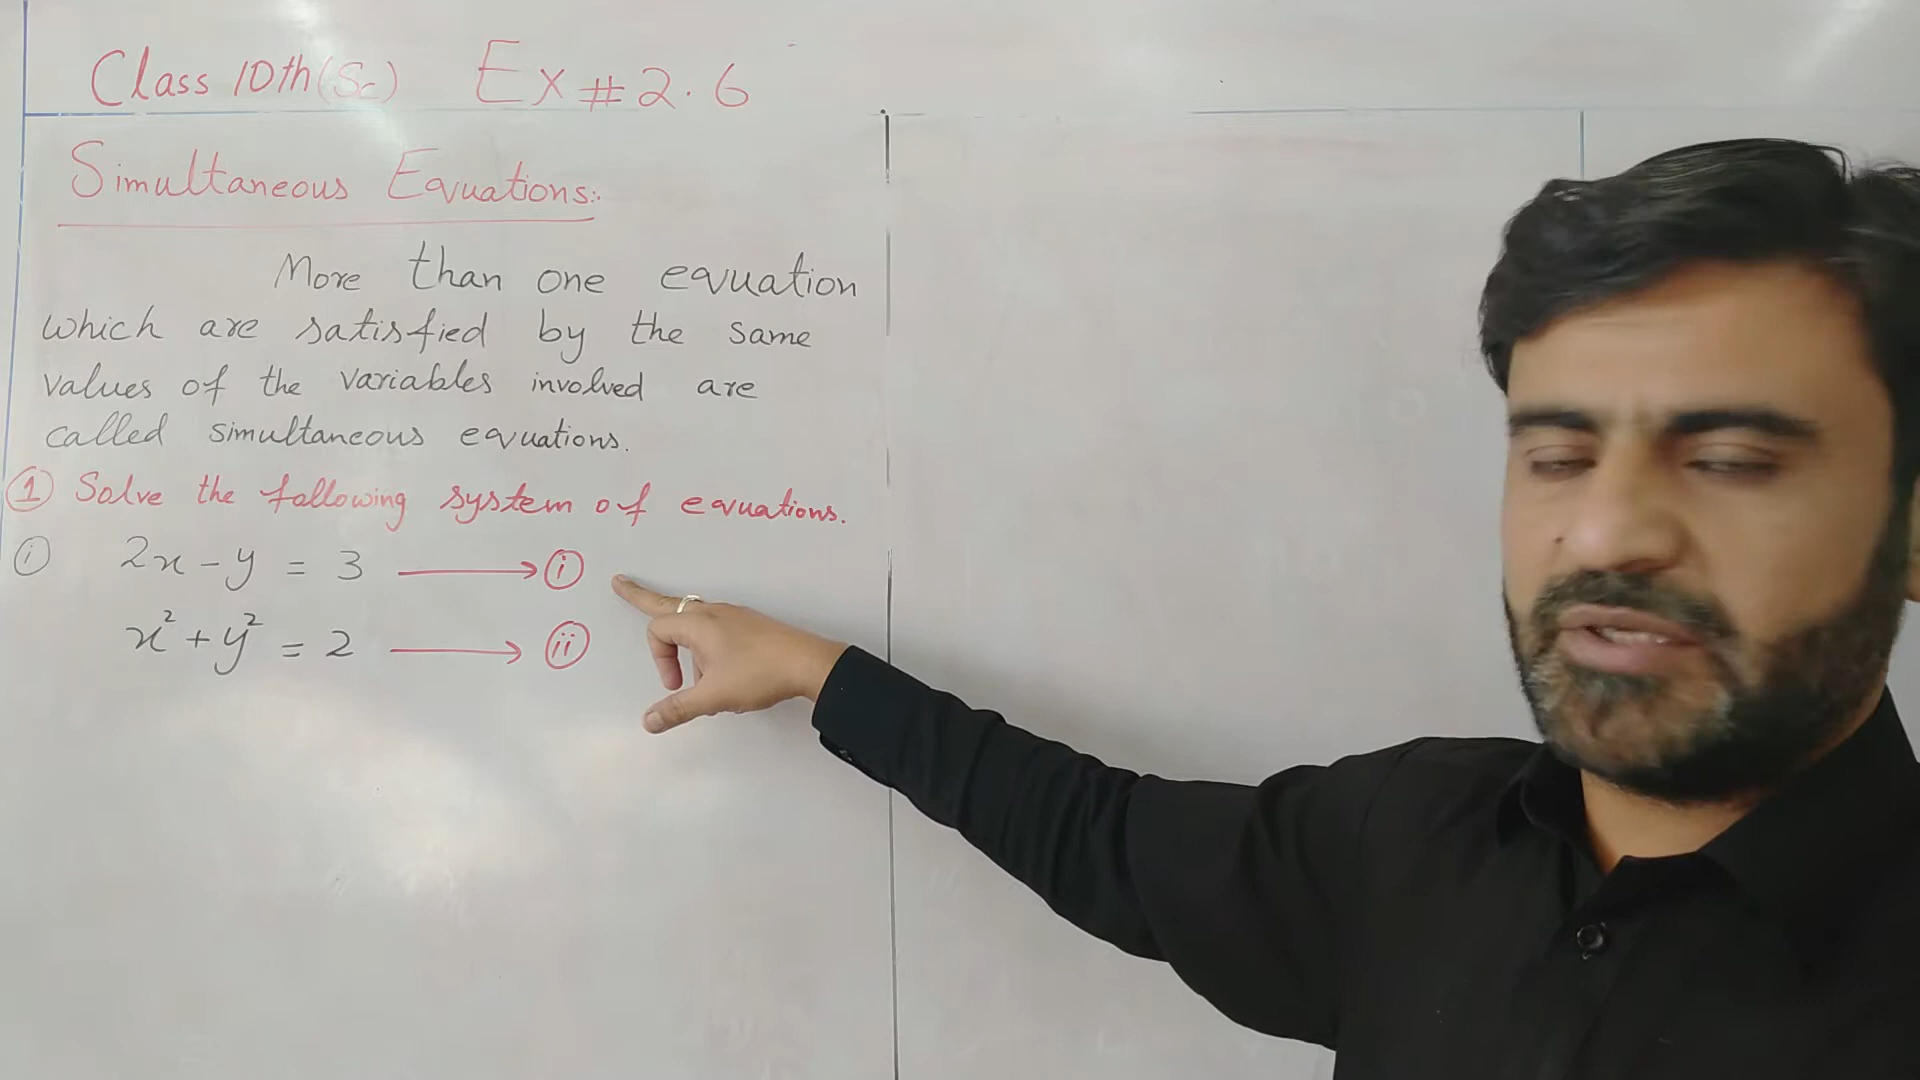 Class 10th (Sc) Ex # 2.6
Simultaneous Equations:
More than one equation
which are satisfied by the same
values of the variables involved are
called simultaneous equations.
① Solve the following system of equations.
ⓘ 2x - y = 3 ⟶ ⓘ
x² + y² = 2 ⟶ ⓘⓘ